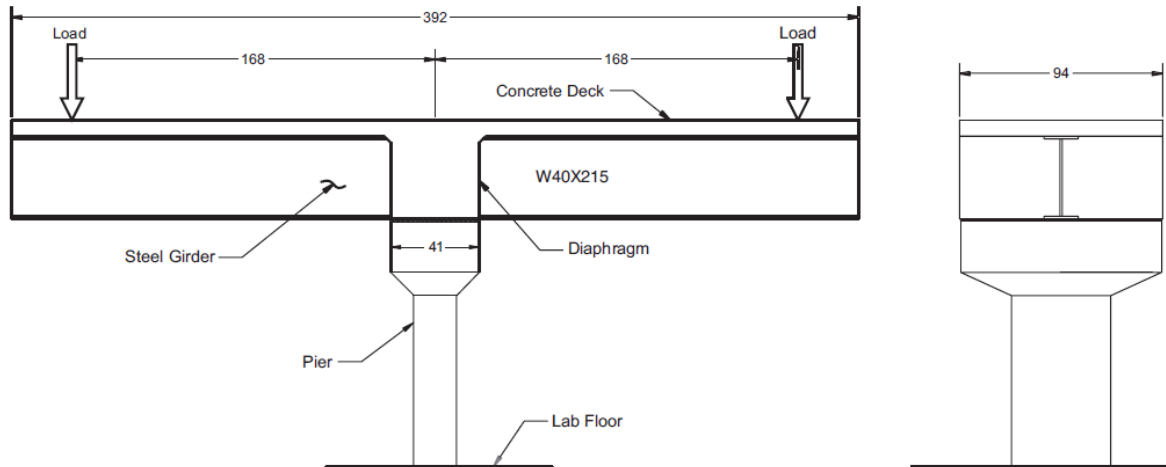 392
Load
Load
168
168
94
Concrete Deck
W40X215
Steel Girder
41
Diaphragm
Pier
Lab Floor